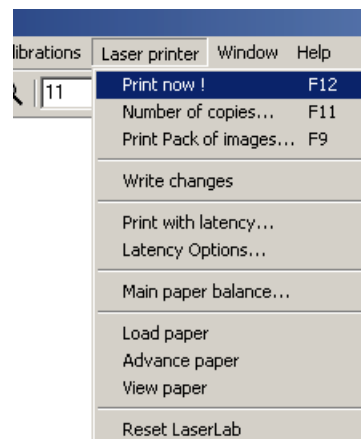 librations Laser printer Window Help
11
Print now ! F12
Number of copies... F11
Print Pack of images... F9
Write changes
Print with latency...
Latency Options...
Main paper balance...
Load paper
Advance paper
View paper
Reset LaserLab